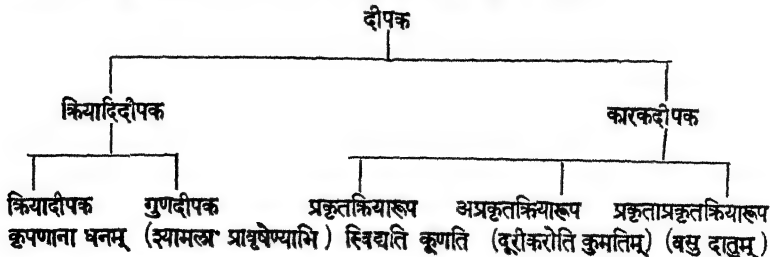 दीपक
क्रियादिदीपक कारकदीपक
क्रियादीपक गुणदीपक प्रकृतक्रियारूप अप्रकृतक्रियारूप प्रकृताप्रकृतक्रियारूप
कृपणाना धनम् (श्यामला प्रावृषेण्याभि) स्विद्यति कूणति (दूरीकरोति कुमतिम्) (वसु दातुम्)